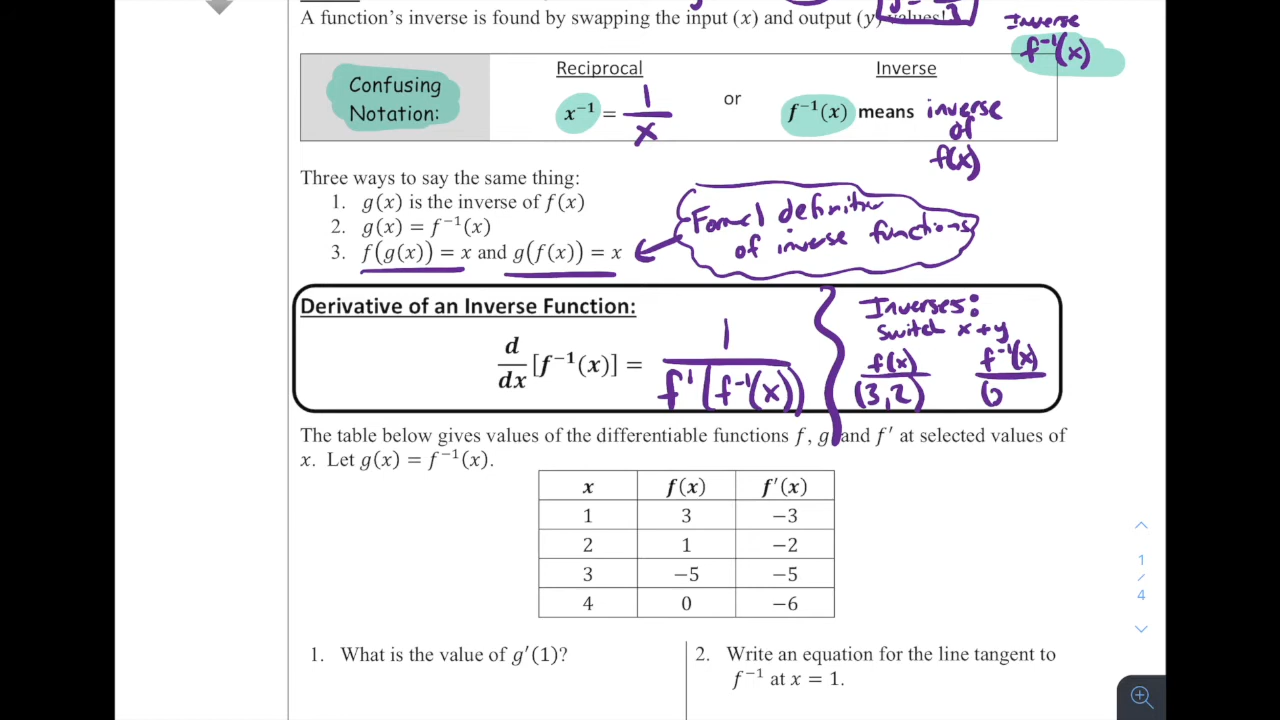 A function's inverse is found by swapping the input (x) and output (y) values!
Inverse
f⁻¹(x)
Confusing
Notation:
Reciprocal
x⁻¹ = 1/x
or
Inverse
f⁻¹(x) means inverse
of
f(x)
Three ways to say the same thing:
1. g(x) is the inverse of f(x)
2. g(x) = f⁻¹(x)
3. f(g(x)) = x and g(f(x)) = x
of inverse functions
Derivative of an Inverse Function:
d/dx [f⁻¹(x)] = 1/f'(f⁻¹(x))
Inverses:
switch x + y
f(x) f⁻¹(x)
(3,2) (
The table below gives values of the differentiable functions f, g and f′ at selected values of
x. Let g(x) = f⁻¹(x).
x f(x) f′(x)
1 3 −3
2 1 −2
3 −5 −5
4 0 −6
1. What is the value of g′(1)?
2. Write an equation for the line tangent to
f⁻¹ at x = 1.
1
/
4